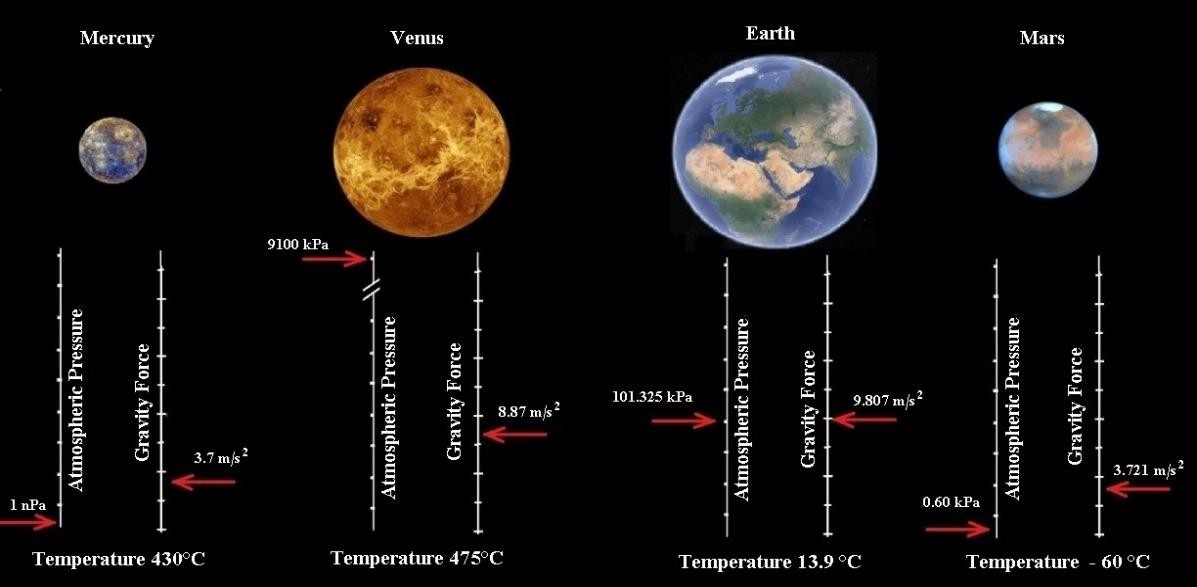 Mercury
Venus
Earth
Mars
9100 kPa
Atmospheric Pressure
Gravity Force
Atmospheric Pressure
Gravity Force
Atmospheric Pressure
Gravity Force
Atmospheric Pressure
Gravity Force
101.325 kPa
9.807 m/s²
8.87 m/s²
3.7 m/s²
3.721 m/s²
1 nPa
0.60 kPa
Temperature 430°C
Temperature 475°C
Temperature 13.9 °C
Temperature - 60 °C